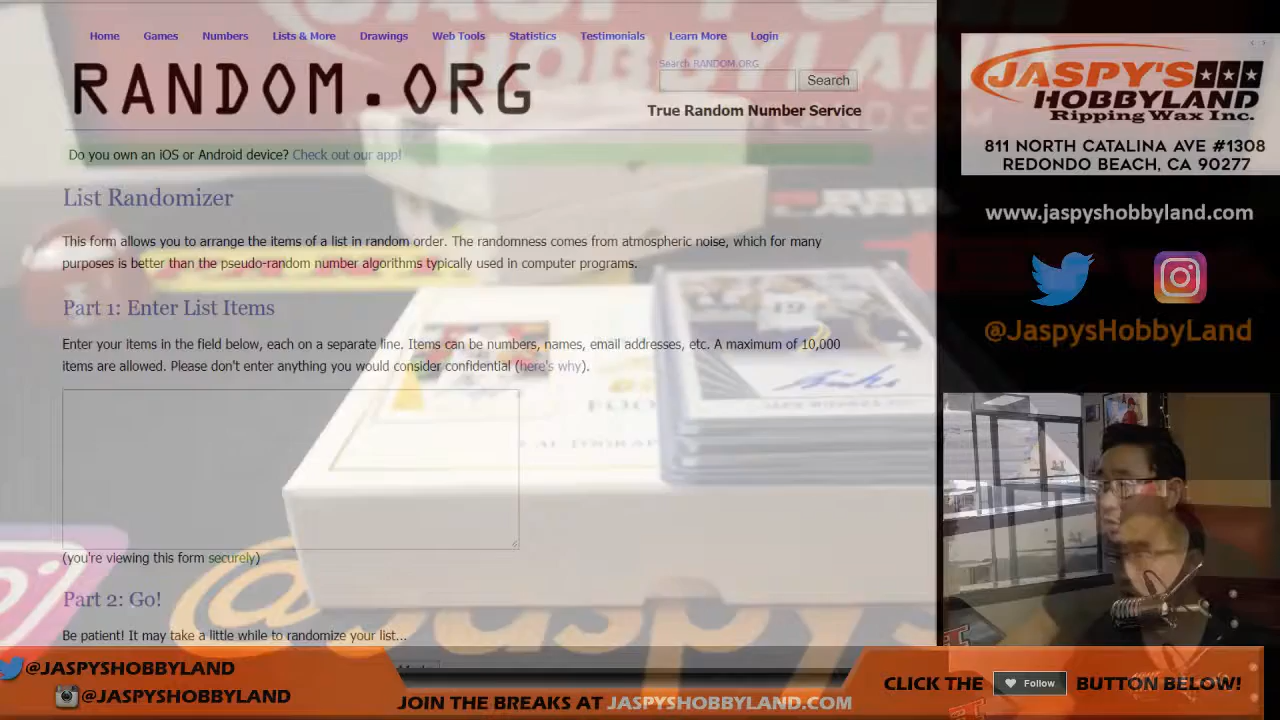 Home Games Numbers Lists & More Drawings Web Tools Statistics Testimonials Learn More Login
RANDOM.ORG
Search RANDOM.ORG
Search
True Random Number Service
Do you own an iOS or Android device? Check out our app!
List Randomizer
This form allows you to arrange the items of a list in random order. The randomness comes from atmospheric noise, which for many
purposes is better than the pseudo-random number algorithms typically used in computer programs.
Part 1: Enter List Items
Enter your items in the field below, each on a separate line. Items can be numbers, names, email addresses, etc. A maximum of 10,000
items are allowed. Please don't enter anything you would consider confidential (here's why).
(you're viewing this form securely)
Part 2: Go!
Be patient! It may take a little while to randomize your list...
JASPY'S
HOBBYLAND
Ripping Wax Inc.
811 NORTH CATALINA AVE #1308
REDONDO BEACH, CA 90277
www.jaspyshobbyland.com
@JaspysHobbyLand
HOBBYLAND
19
@jaspys
@JASPYSHOBBYLAND
@JASPYSHOBBYLAND
JOIN THE BREAKS AT JASPYSHOBBYLAND.COM
CLICK THE Follow BUTTON BELOW!